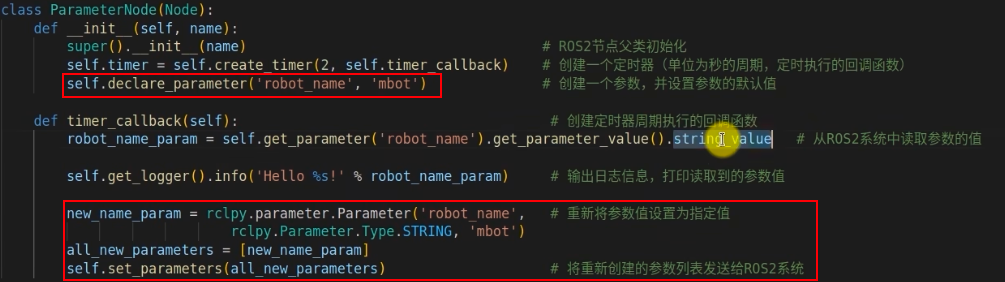 class ParameterNode(Node):
def __init__(self, name):
super().__init__(name) # ROS2节点父类初始化
self.timer = self.create_timer(2, self.timer_callback) # 创建一个定时器（单位为秒的周期，定时执行的回调函数）
self.declare_parameter('robot_name', 'mbot') # 创建一个参数，并设置参数的默认值
def timer_callback(self): # 创建定时器周期执行的回调函数
robot_name_param = self.get_parameter('robot_name').get_parameter_value().string_value # 从ROS2系统中读取参数的值
self.get_logger().info('Hello %s!' % robot_name_param) # 输出日志信息，打印读取到的参数值
new_name_param = rclpy.parameter.Parameter('robot_name', # 重新将参数值设置为指定值
rclpy.Parameter.Type.STRING, 'mbot')
all_new_parameters = [new_name_param]
self.set_parameters(all_new_parameters) # 将重新创建的参数列表发送给ROS2系统